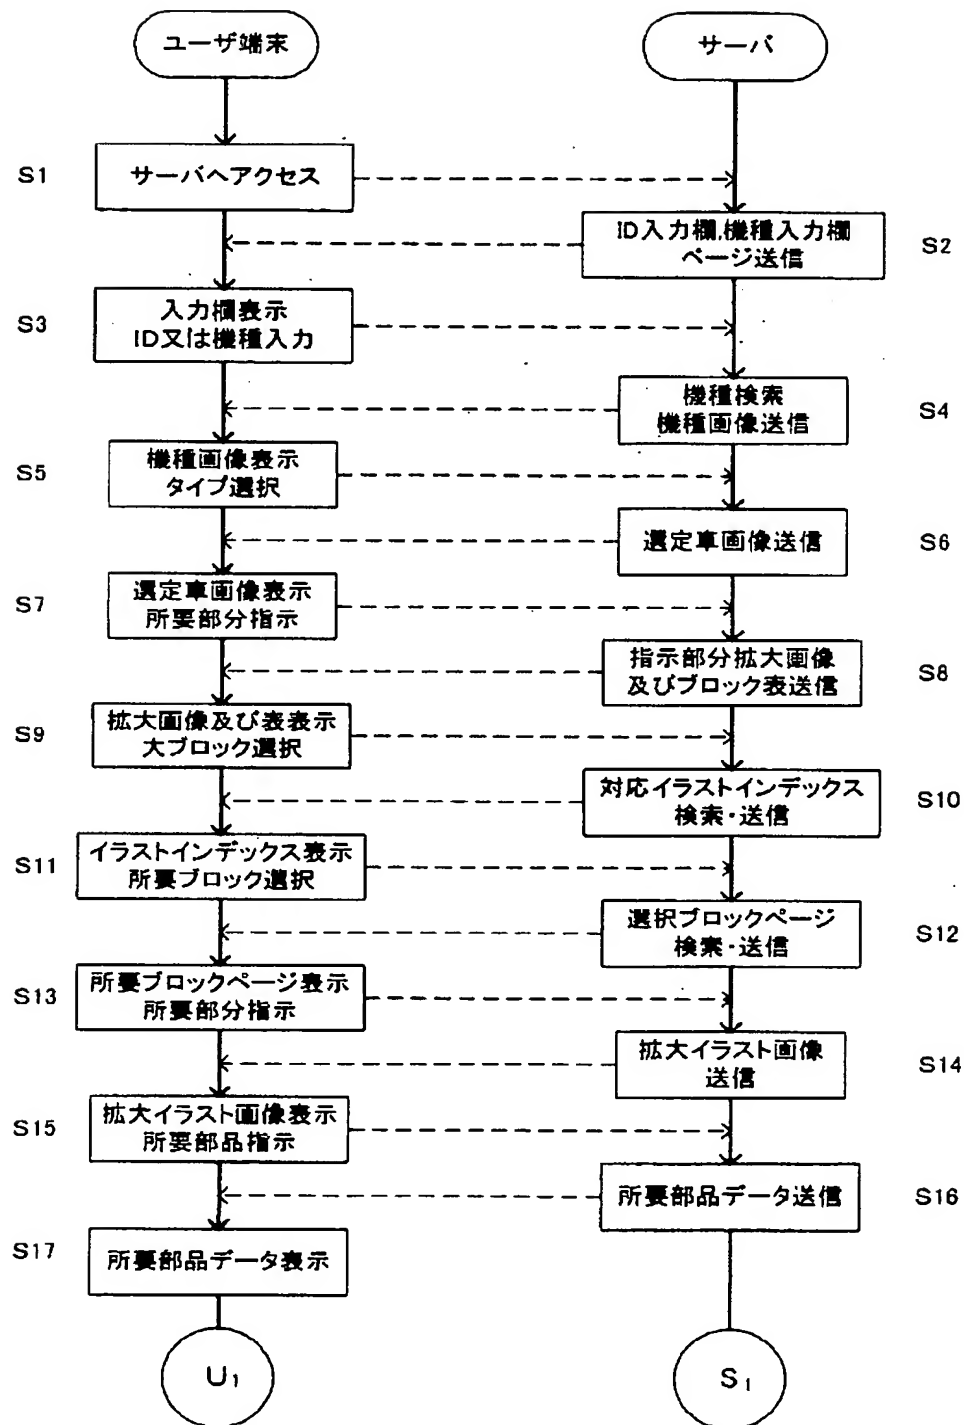 ユーザ端末
サーバ
S1
サーバへアクセス
ID入力欄,機種入力欄
ページ送信
S2
S3
入力欄表示
ID又は機種入力
機種検索
機種画像送信
S4
S5
機種画像表示
タイプ選択
選定車画像送信
S6
S7
選定車画像表示
所要部分指示
指示部分拡大画像
及びブロック表送信
S8
S9
拡大画像及び表表示
大ブロック選択
対応イラストインデックス
検索・送信
S10
S11
イラストインデックス表示
所要ブロック選択
選択ブロックページ
検索・送信
S12
S13
所要ブロックページ表示
所要部分指示
拡大イラスト画像
送信
S14
S15
拡大イラスト画像表示
所要部品指示
所要部品データ送信
S16
S17
所要部品データ表示
U1
S1